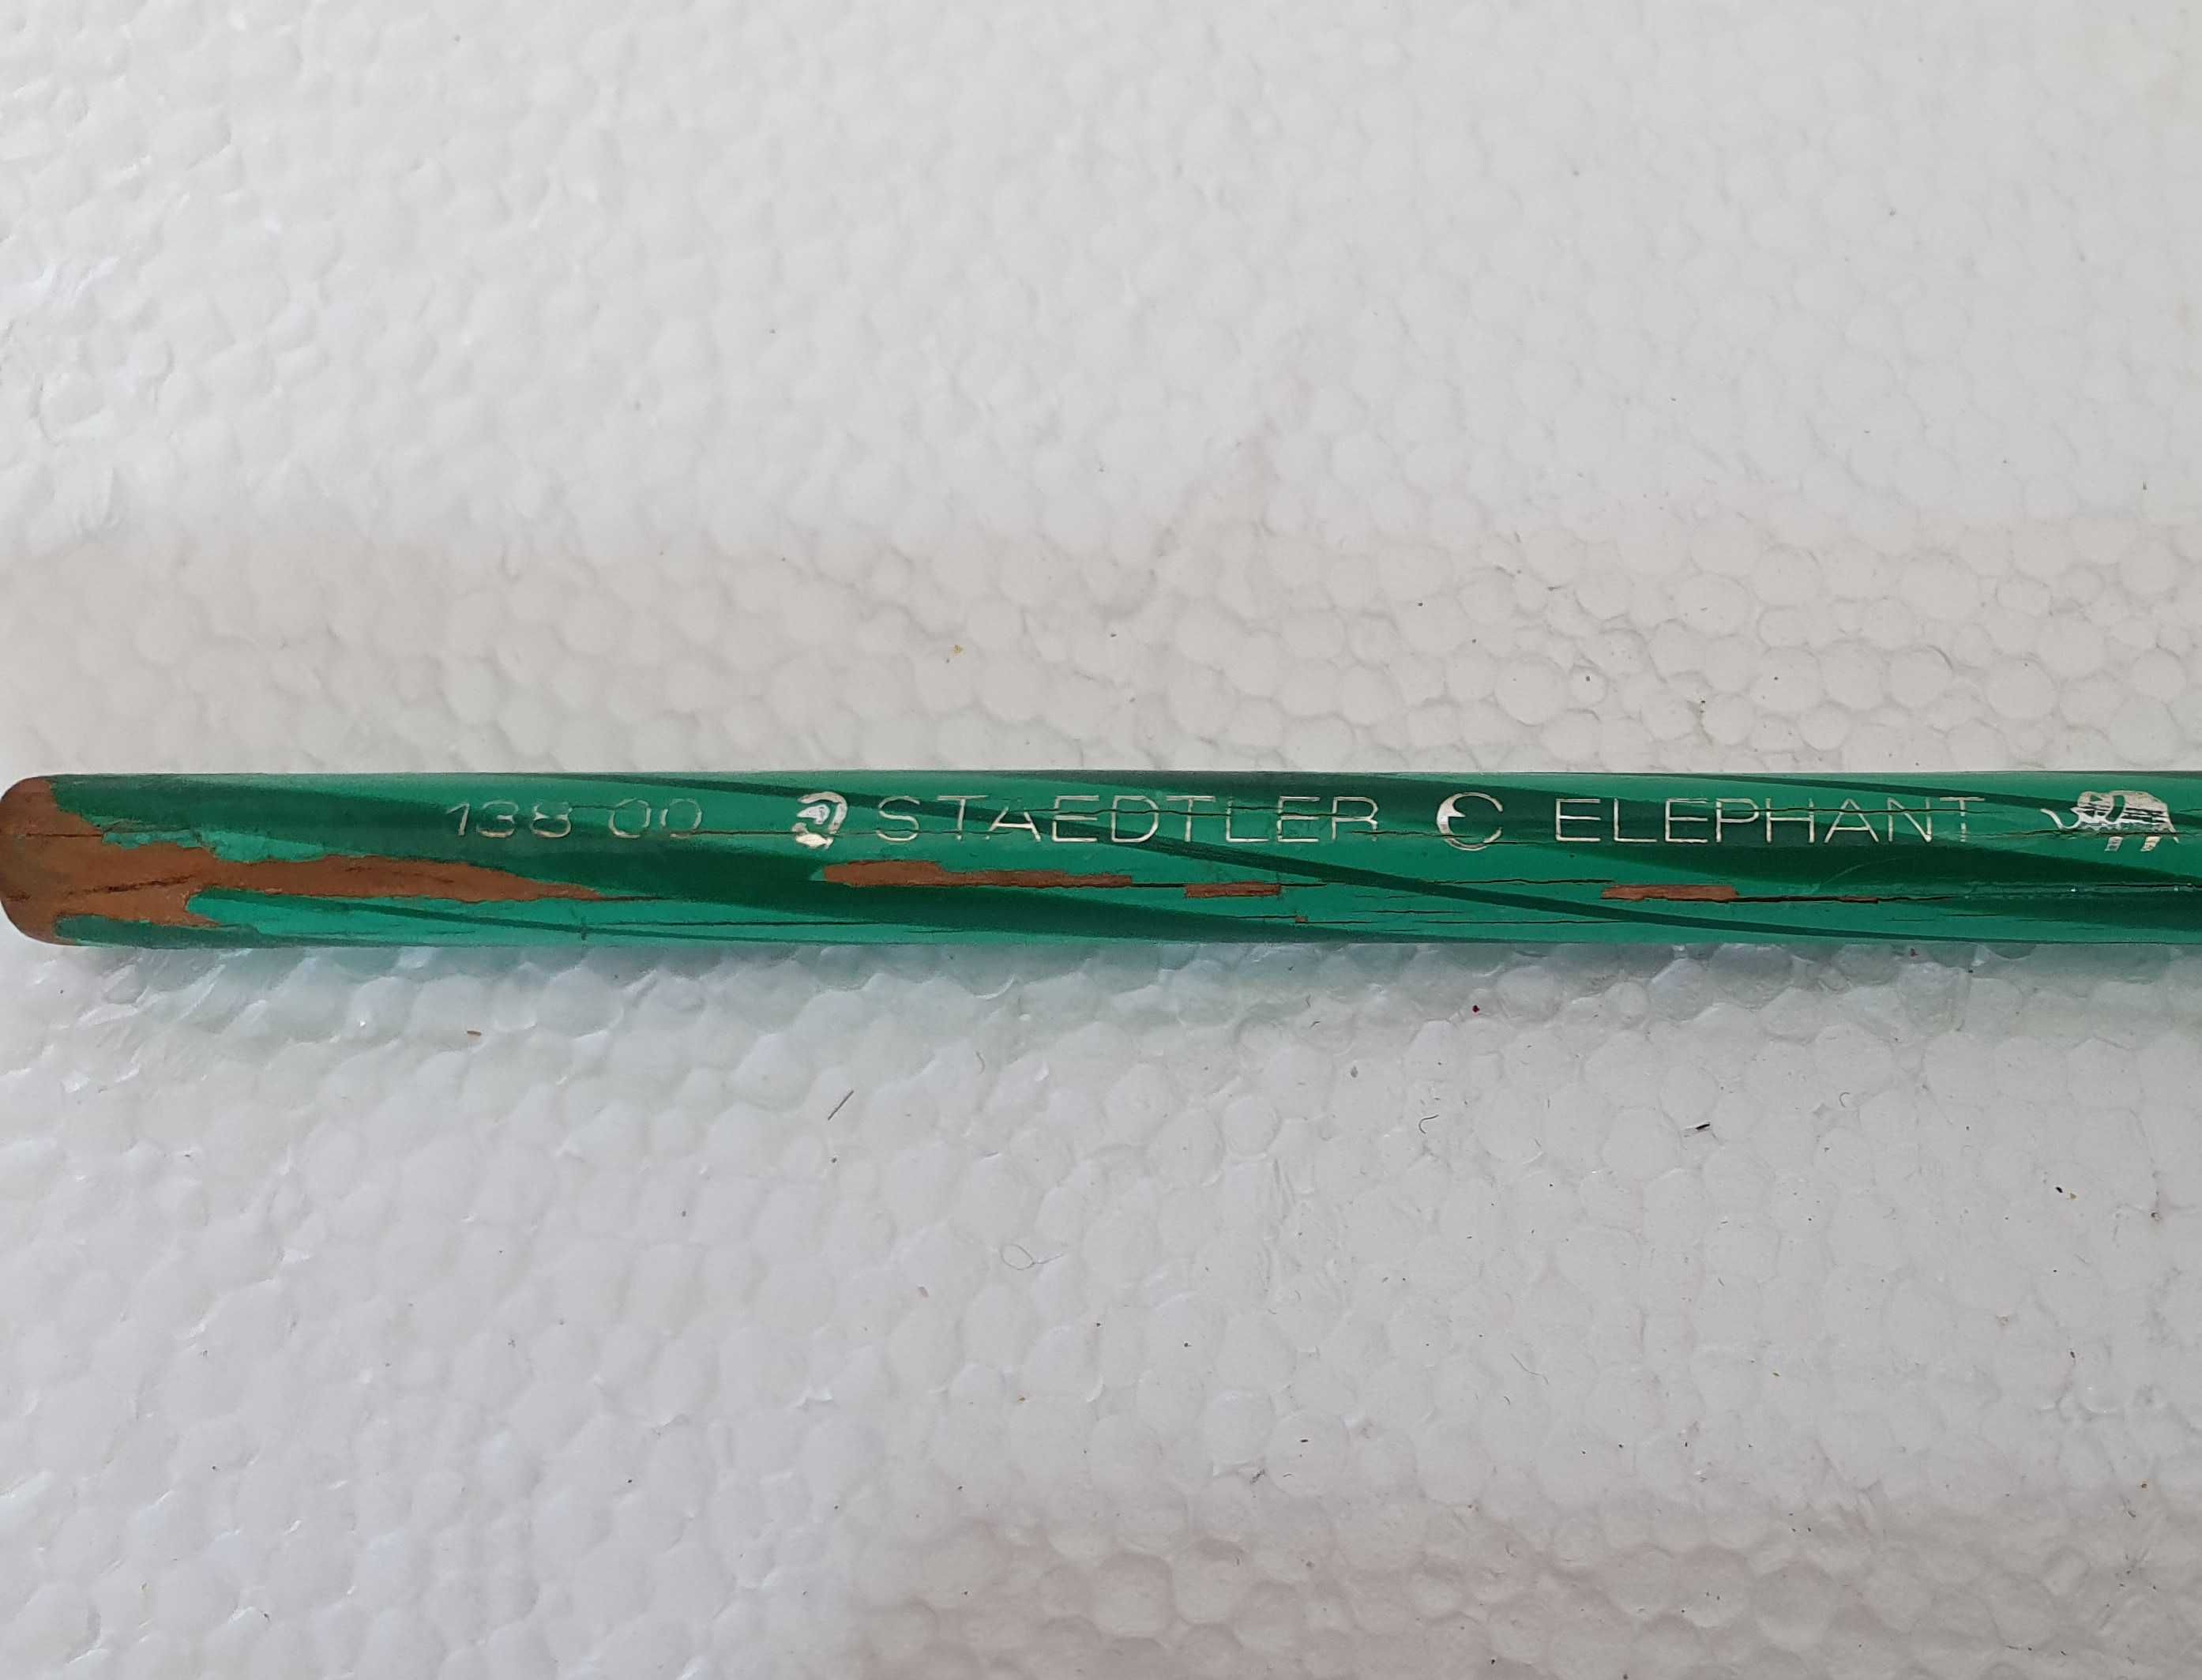 138 00 STAEDTLER ELEPHANT